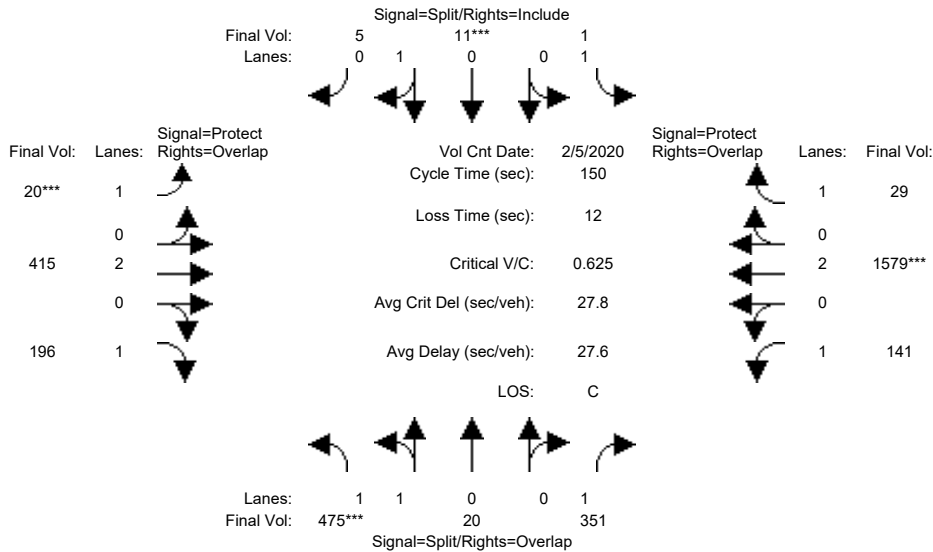 Signal=Split/Rights=Include
Final Vol: 5 11*** 1
Lanes: 0 1 0 0 1
Signal=Protect
Final Vol: Lanes: Rights=Overlap
Vol Cnt Date: 2/5/2020
Signal=Protect
Rights=Overlap Lanes: Final Vol:
Cycle Time (sec): 150
20*** 1
1 29
Loss Time (sec): 12
0
0
415 2
Critical V/C: 0.625
2 1579***
0
Avg Crit Del (sec/veh): 27.8
0
196 1
Avg Delay (sec/veh): 27.6
1 141
LOS: C
Lanes: 1 1 0 0 1
Final Vol: 475*** 20 351
Signal=Split/Rights=Overlap